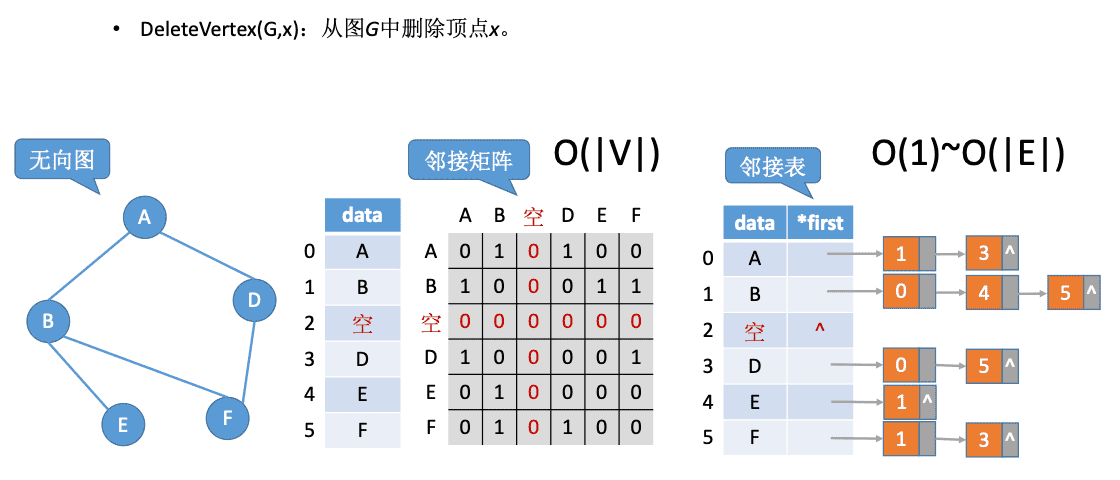 • DeleteVertex(G,x)：从图G中删除顶点x。
无向图
A
D
B
F
E
邻接矩阵
O(|V|)
data
0 A
1 B
2 空
3 D
4 E
5 F
A B 空 D E F
A 0 1 0 1 0 0
B 1 0 0 0 1 1
空 0 0 0 0 0 0
D 1 0 0 0 0 1
E 0 1 0 0 0 0
F 0 1 0 1 0 0
邻接表
O(1)~O(|E|)
data *first
0 A 1 3 ^
1 B 0 4 5 ^
2 空 ^
3 D 0 5 ^
4 E 1 ^
5 F 1 3 ^